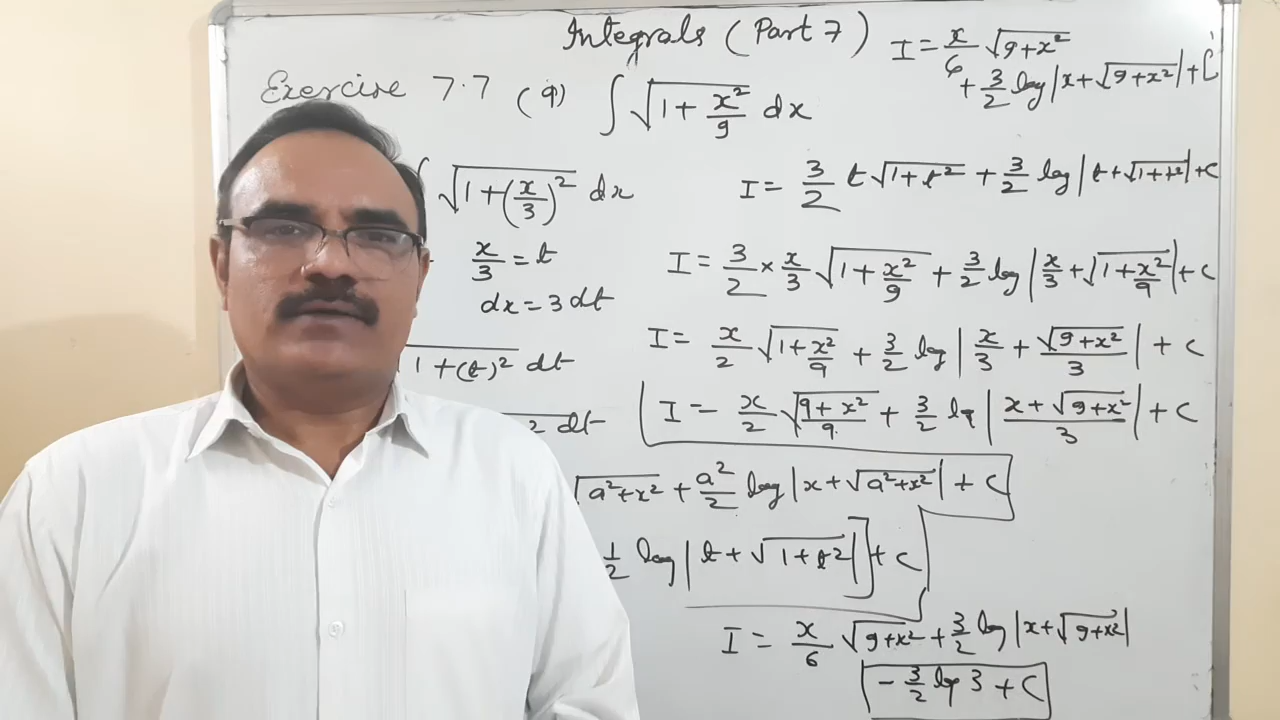 Integrals (Part 7)
Exercise 7.7 (9) ∫ √(1 + x²/9) dx
I = x/6 √(9+x²)
+ 3/2 log |x + √(9+x²)| + C'
√(1 + (x/3)²) dx
x/3 = t
dx = 3 dt
1 + (t)² dt
2 dt
I = 3/2 t √(1+t²) + 3/2 log |t + √(1+t²)| + C
I = 3/2 × x/3 √(1 + x²/9) + 3/2 log |x/3 + √(1 + x²/9)| + C
I = x/2 √(1 + x²/9) + 3/2 log |x/3 + √(9+x²)/3| + C
I = x/2 √((9+x²)/9) + 3/2 log |(x + √(9+x²))/3| + C
√(a²+x²) + a²/2 log |x + √(a²+x²)| + C
1/2 log |t + √(1+t²)|] + C
I = x/6 √(9+x²) + 3/2 log |x + √(9+x²)|
- 3/2 log 3 + C